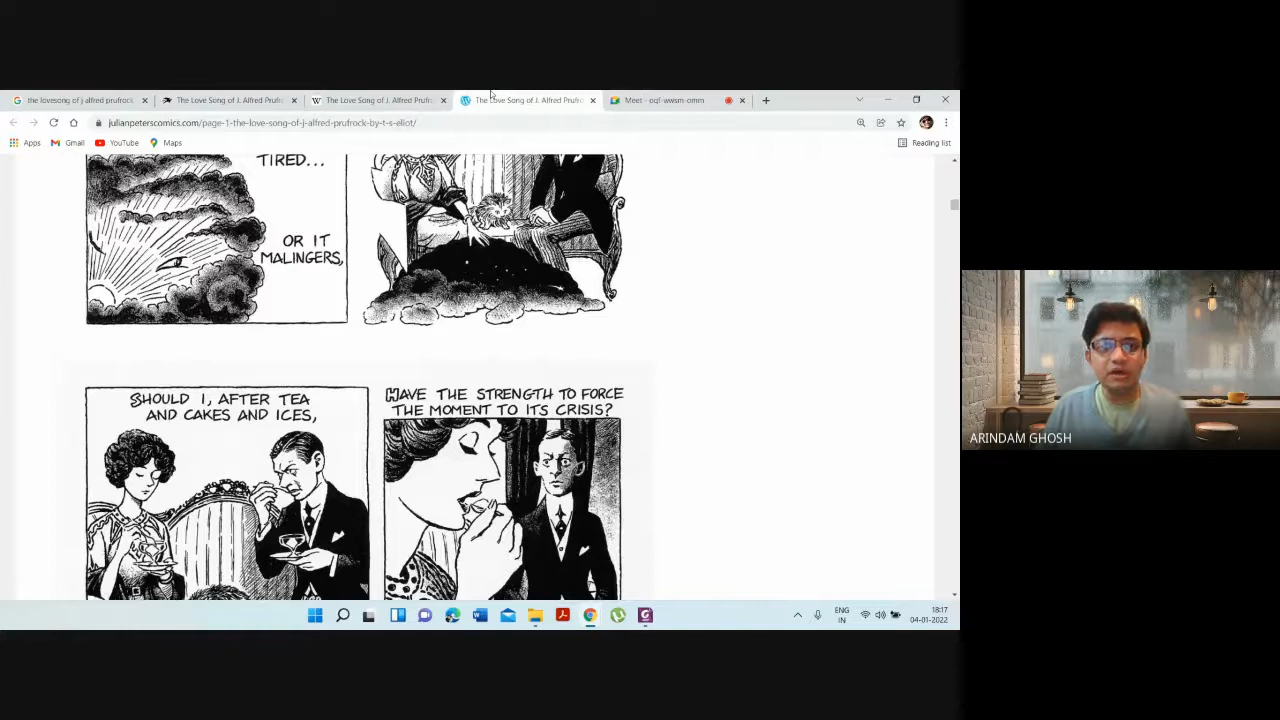 the lovesong of j alfred prufrock
The Love Song of J. Alfred Prufr
The Love Song of J. Alfred Prufr
The Love Song of J. Alfred Prufro
Meet - oqf-wwsm-omm
julianpeterscomics.com/page-1-the-love-song-of-j-alfred-prufrock-by-t-s-eliot/
Apps
Gmail
YouTube
Maps
Reading list
TIRED...
OR IT
MALINGERS,
SHOULD I, AFTER TEA
AND CAKES AND ICES,
HAVE THE STRENGTH TO FORCE
THE MOMENT TO ITS CRISIS?
ARINDAM GHOSH
ENG
IN
18:17
04-01-2022